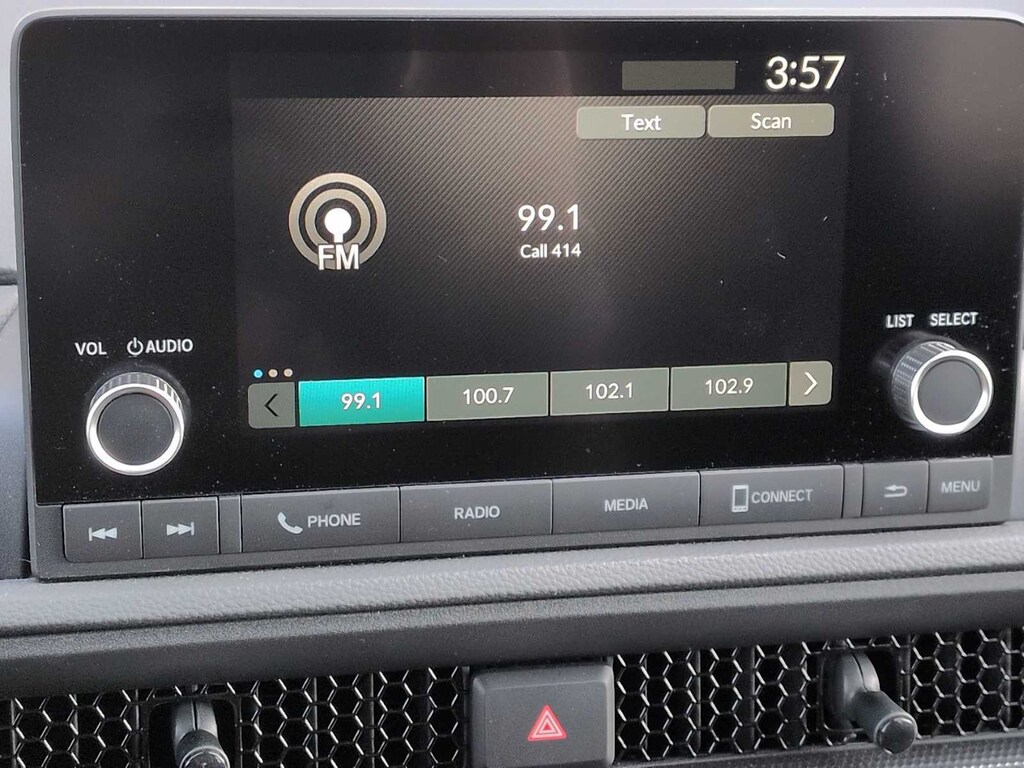 3:57
Text Scan
FM
99.1
Call 414
VOL AUDIO
LIST SELECT
99.1 100.7 102.1 102.9
PHONE RADIO MEDIA CONNECT MENU